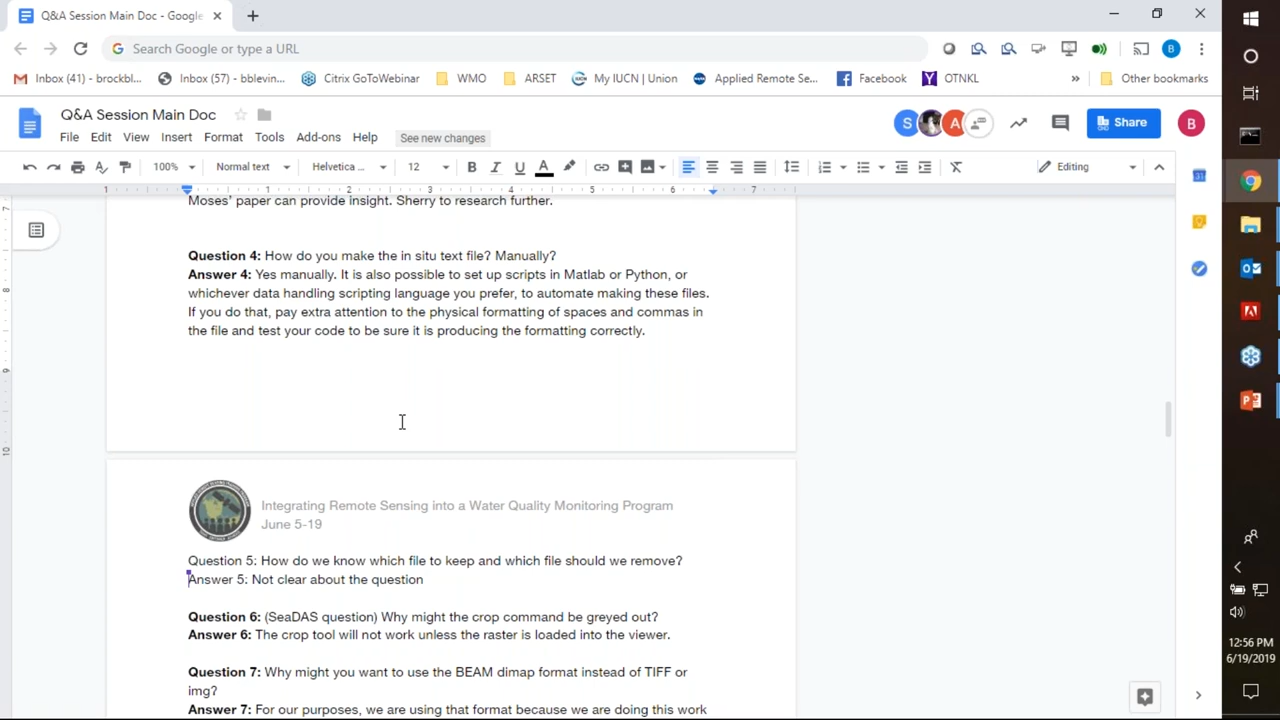 Q&A Session Main Doc - Google
Search Google or type a URL
Inbox (41) - brockbl...
Inbox (57) - bblevin...
Citrix GoToWebinar
WMO
ARSET
My IUCN | Union
Applied Remote Se...
Facebook
OTNKL
»
Other bookmarks
Q&A Session Main Doc
File Edit View Insert Format Tools Add-ons Help See new changes
S A Share B
100% Normal text Helvetica ... 12 B I U A Editing
1 1 2 3 4 5 6 7
Moses' paper can provide insight. Sherry to research further.
Question 4: How do you make the in situ text file? Manually?
Answer 4: Yes manually. It is also possible to set up scripts in Matlab or Python, or
whichever data handling scripting language you prefer, to automate making these files.
If you do that, pay extra attention to the physical formatting of spaces and commas in
the file and test your code to be sure it is producing the formatting correctly.
Integrating Remote Sensing into a Water Quality Monitoring Program
June 5-19
Question 5: How do we know which file to keep and which file should we remove?
Answer 5: Not clear about the question
Question 6: (SeaDAS question) Why might the crop command be greyed out?
Answer 6: The crop tool will not work unless the raster is loaded into the viewer.
Question 7: Why might you want to use the BEAM dimap format instead of TIFF or
img?
Answer 7: For our purposes, we are using that format because we are doing this work
12:56 PM
6/19/2019